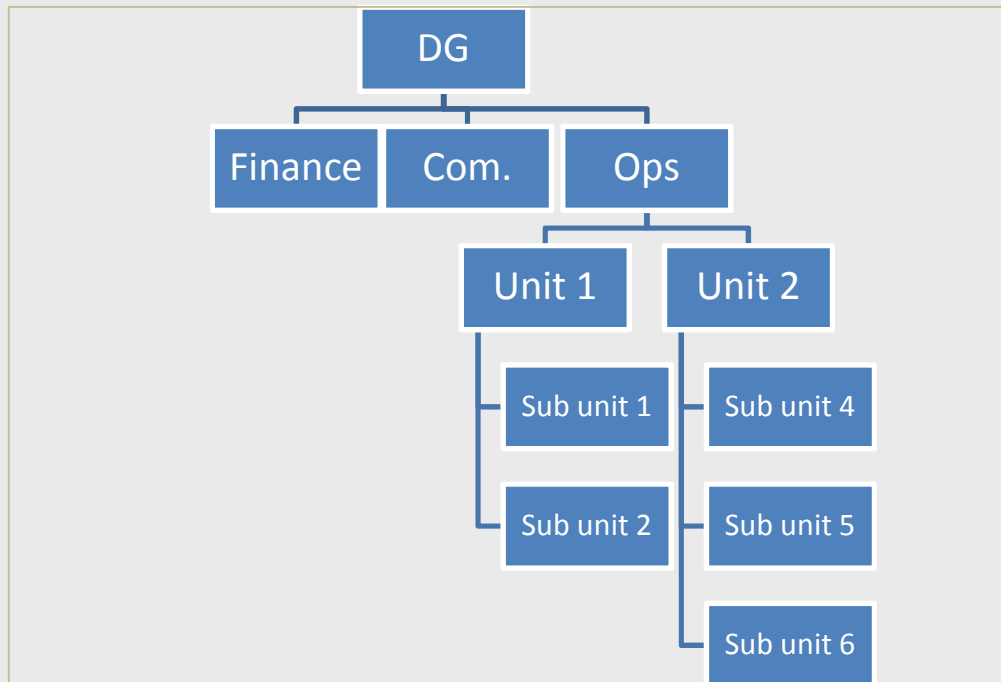 DG
Finance
Com.
Ops
Unit 1
Unit 2
Sub unit 1
Sub unit 4
Sub unit 2
Sub unit 5
Sub unit 6